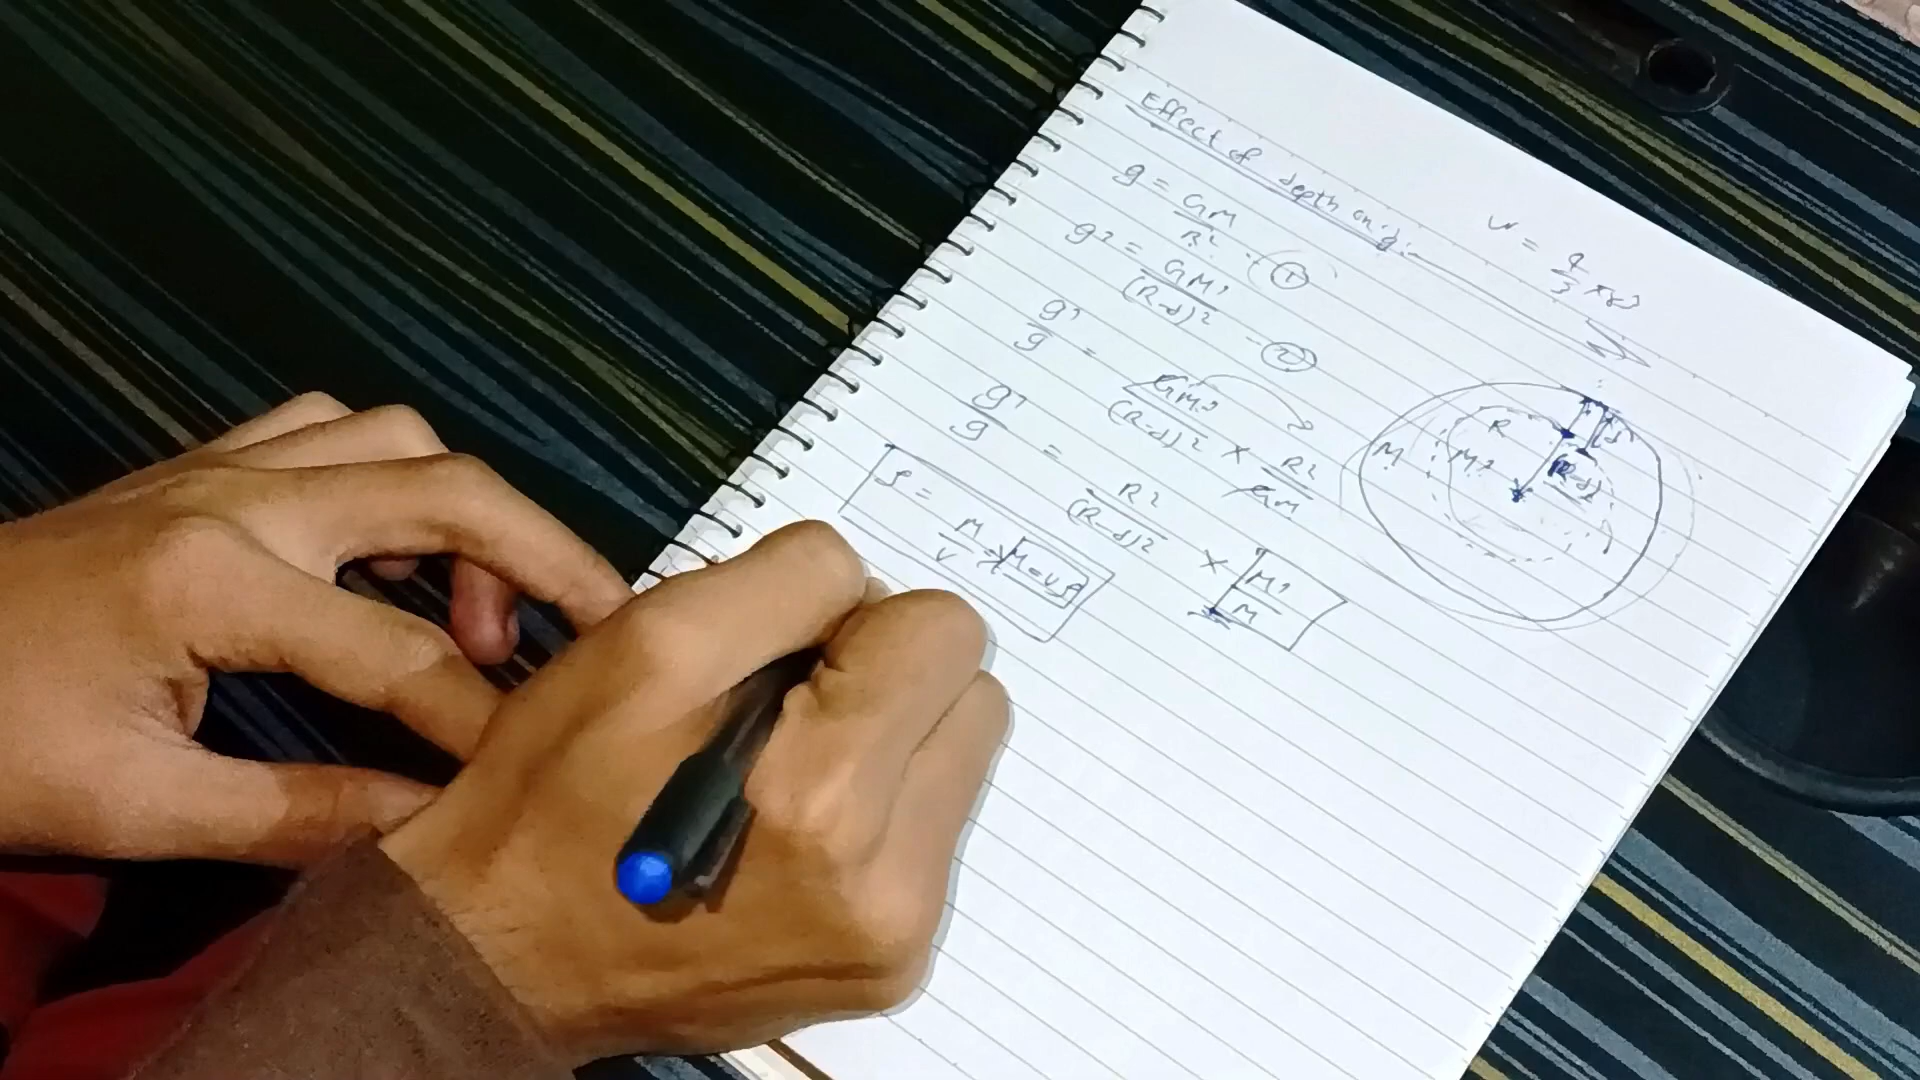 Effect of depth on g:
V = 4/3 πr³
g = GM/R² - ①
g' = GM'/(R-d)² - ②
g'/g = GM'/(R-d)² × R²/GM
g'/g = R²/(R-d)² × M'/M
ρ = M/V ⇒ M = Vρ
M
M'
R
d
(R-d)